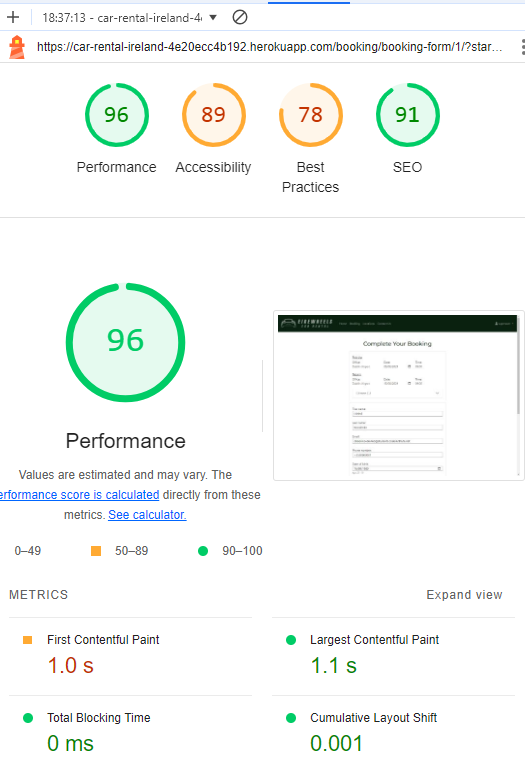 18:37:13 - car-rental-ireland-4
https://car-rental-ireland-4e20ecc4b192.herokuapp.com/booking/booking-form/1/?star...
96
89
78
91
Performance
Accessibility
Best
Practices
SEO
96
Complete Your Booking
Performance
Values are estimated and may vary. The
erformance score is calculated directly from these
metrics. See calculator.
0–49
50–89
90–100
METRICS
Expand view
First Contentful Paint
1.0 s
Largest Contentful Paint
1.1 s
Total Blocking Time
0 ms
Cumulative Layout Shift
0.001